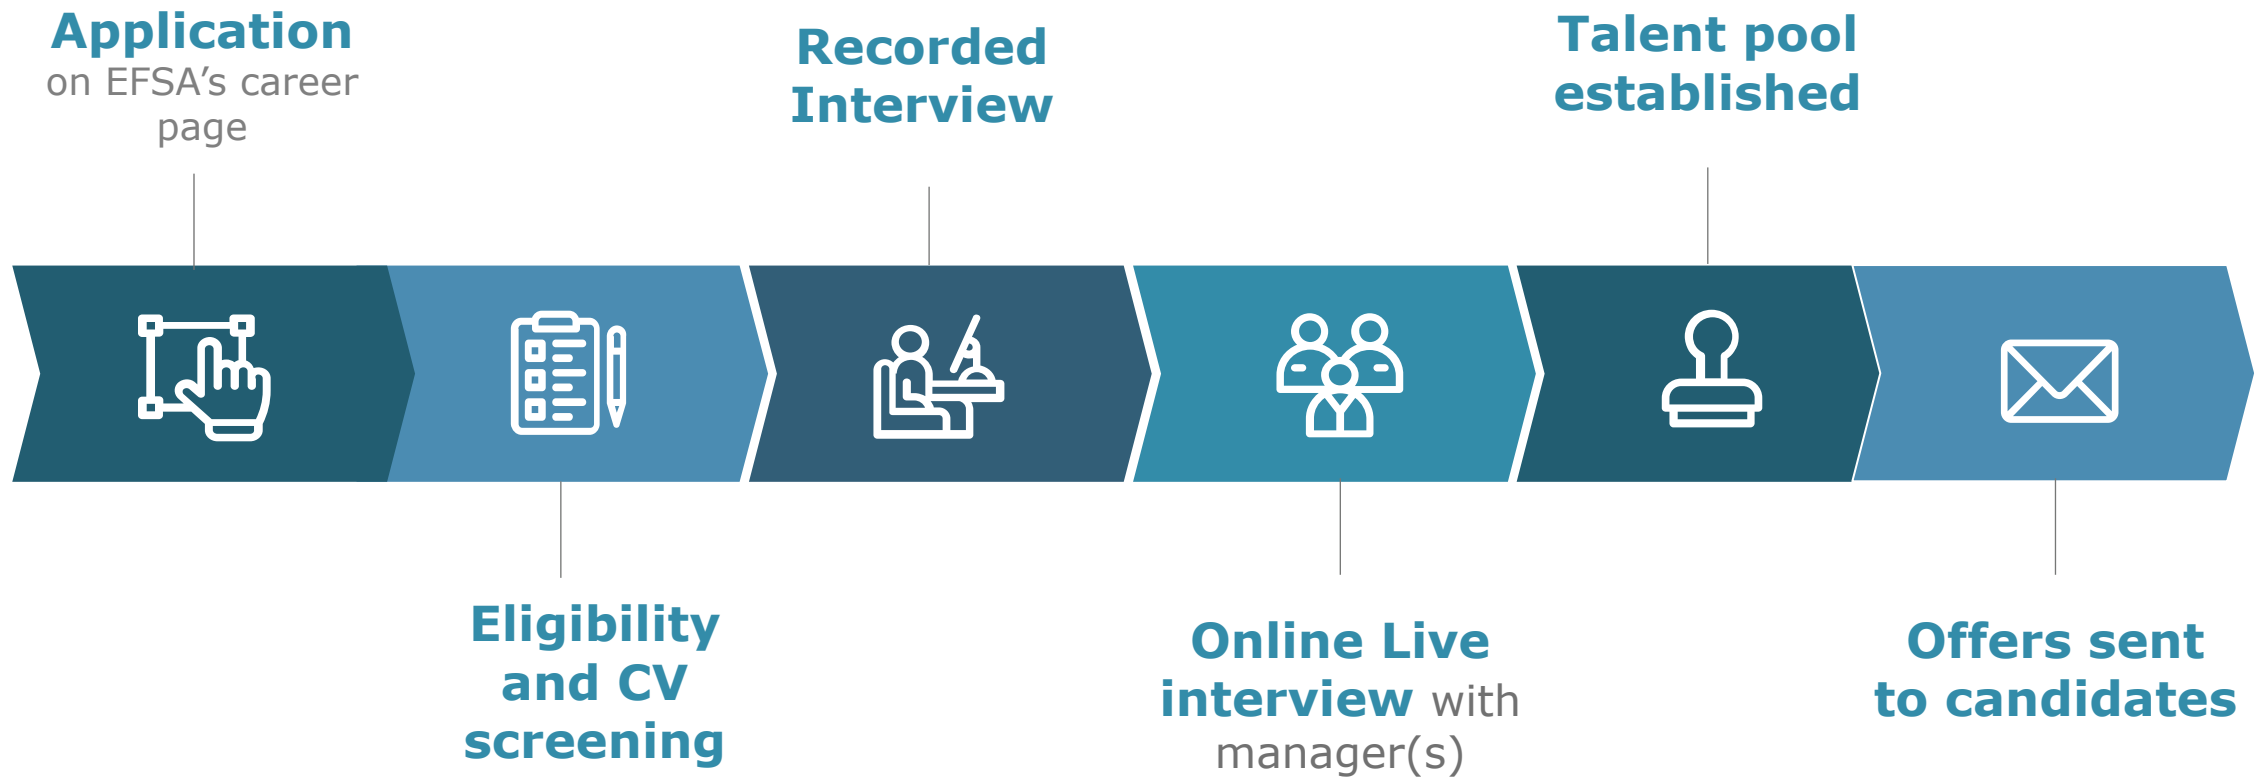 Application
on EFSA’s career
page
Eligibility
and CV
screening
Recorded
Interview
Online Live
interview with
manager(s)
Talent pool
established
Offers sent
to candidates